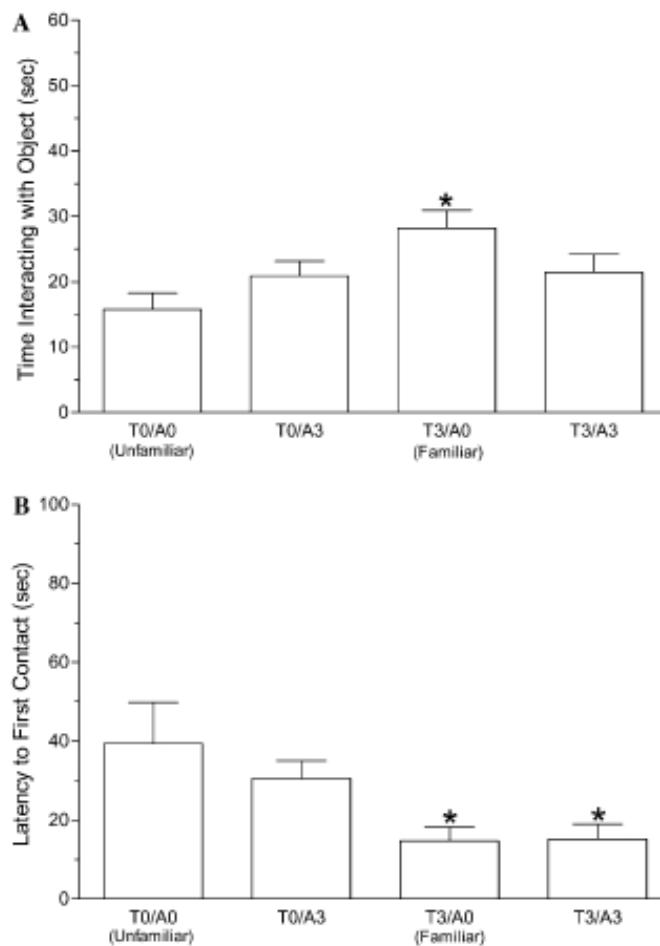 A
Time Interacting with Object (sec)
60
50
40
30
20
10
0
*
T0/A0
(Unfamiliar)
T0/A3
T3/A0
(Familiar)
T3/A3
B
Latency to First Contact (sec)
100
80
60
40
20
0
*
*
T0/A0
(Unfamiliar)
T0/A3
T3/A0
(Familiar)
T3/A3